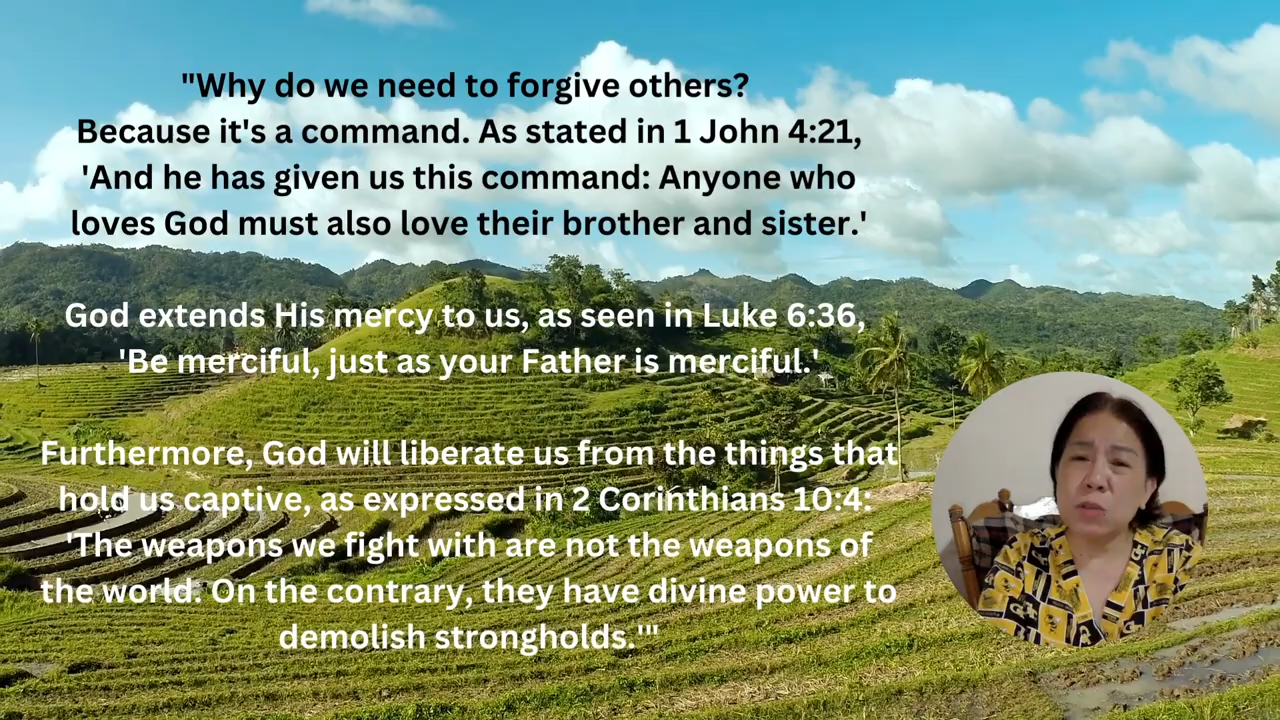 "Why do we need to forgive others?
Because it's a command. As stated in 1 John 4:21,
'And he has given us this command: Anyone who
loves God must also love their brother and sister.'
God extends His mercy to us, as seen in Luke 6:36,
'Be merciful, just as your Father is merciful.'
Furthermore, God will liberate us from the things that
hold us captive, as expressed in 2 Corinthians 10:4:
'The weapons we fight with are not the weapons of
the world. On the contrary, they have divine power to
demolish strongholds.'"